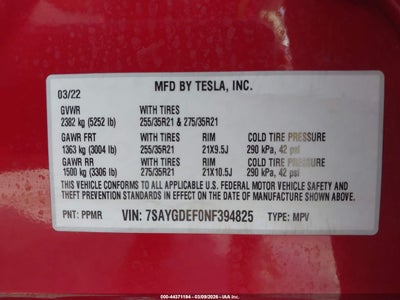 MFD BY TESLA, INC.
03/22
GVWR WITH TIRES
2382 kg (5252 lb) 255/35R21 & 275/35R21
GAWR FRT WITH TIRES RIM COLD TIRE PRESSURE
1363 kg (3004 lb) 255/35R21 21X9.5J 290 kPa, 42 psi
GAWR RR WITH TIRES RIM COLD TIRE PRESSURE
1500 kg (3306 lb) 275/35R21 21X10.5J 290 kPa, 42 psi
THIS VEHICLE CONFORMS TO ALL APPLICABLE U.S. FEDERAL MOTOR VEHICLE SAFETY AND
THEFT PREVENTION STANDARDS IN EFFECT ON THE DATE OF MANUFACTURE SHOWN ABOVE.
PNT: PPMR VIN: 7SAYGDEF0NF394825 TYPE: MPV
000-44371184 - 03/09/2026 - IAA Inc.